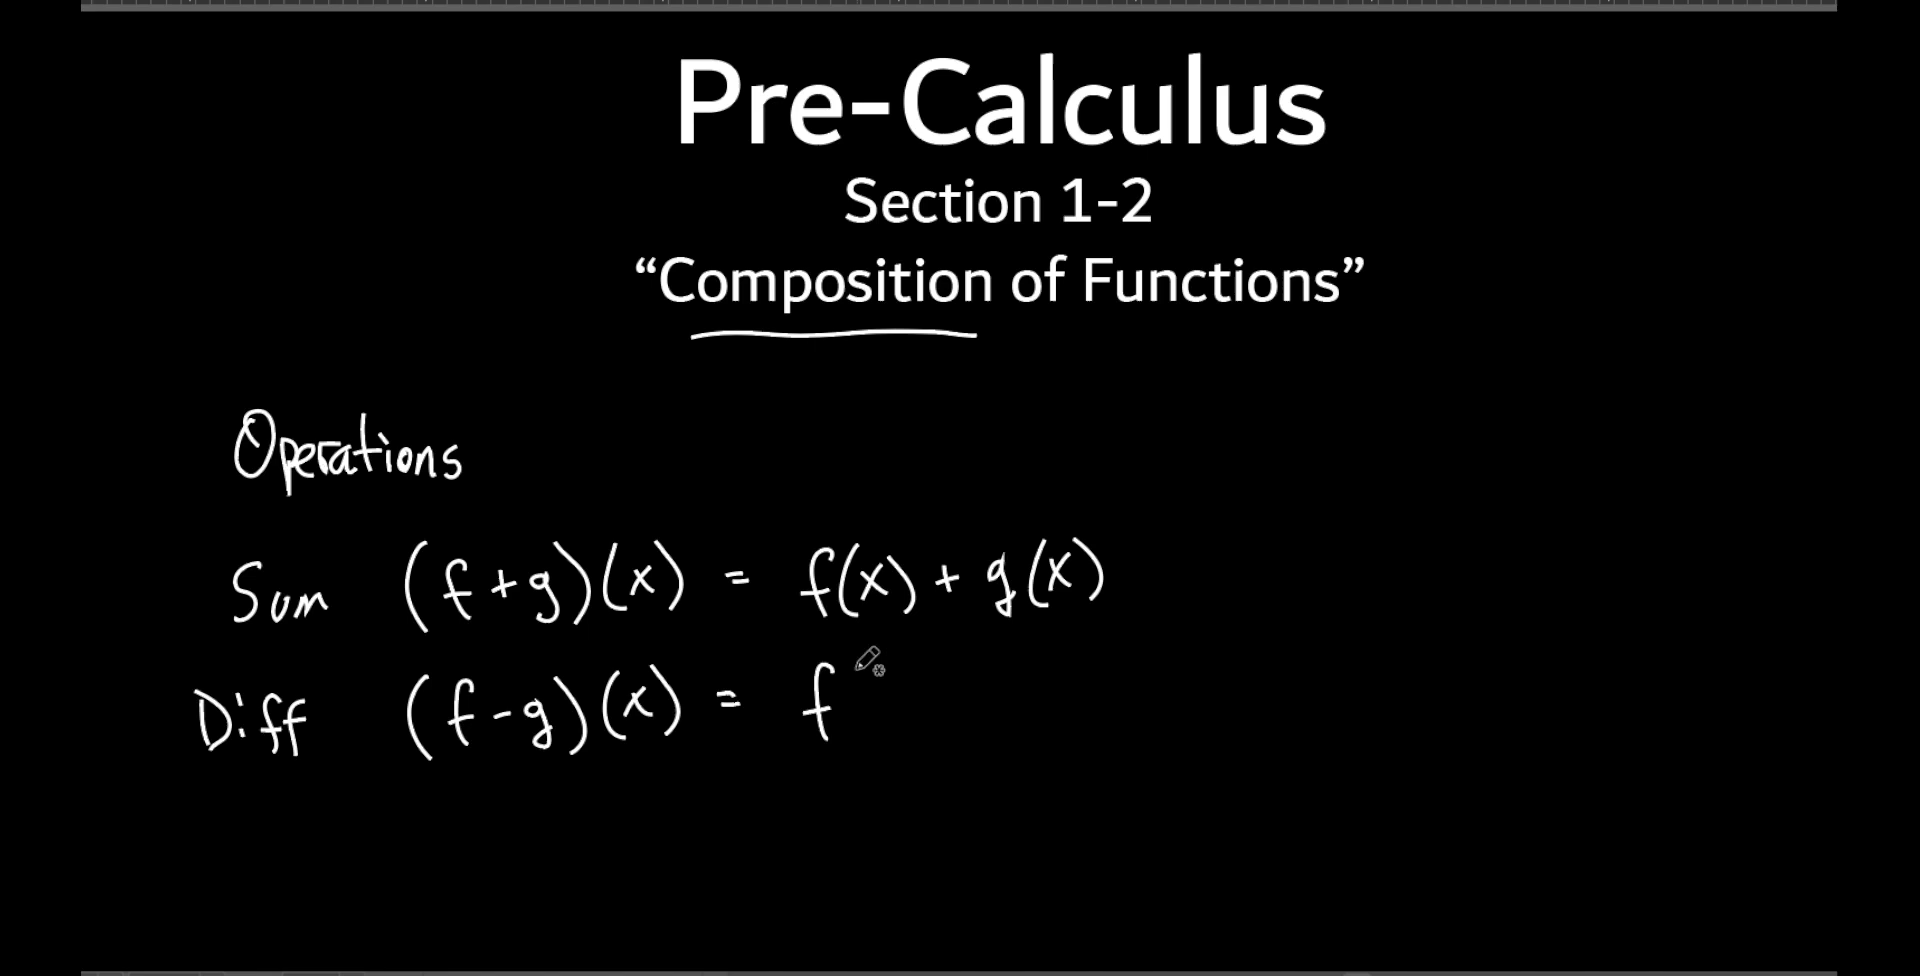 Pre-Calculus
Section 1-2
“Composition of Functions”
Operations
Sum (f+g)(x) = f(x) + g(x)
Diff (f-g)(x) = f